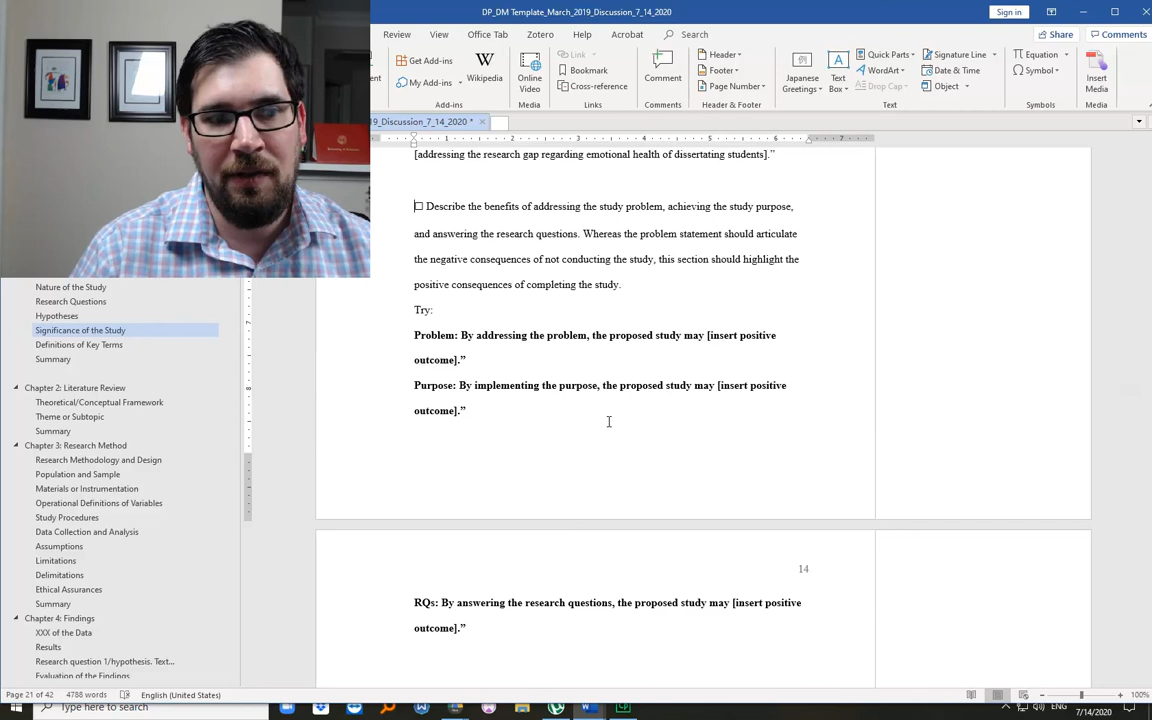 DP_DM Template_March_2019_Discussion_7_14_2020
Sign in
Review View Office Tab Zotero Help Acrobat Search
Share Comments
Get Add-ins
My Add-ins
Wikipedia
Online Video
Link
Bookmark
Cross-reference
Comment
Header
Footer
Page Number
Japanese Greetings
Text Box
Quick Parts
WordArt
Drop Cap
Signature Line
Date & Time
Object
Equation
Symbol
Insert Media
Add-ins Media Links Comments Header & Footer Text Symbols Media
19_Discussion_7_14_2020 *
1 2 3 4 5 6 7
[addressing the research gap regarding emotional health of dissertating students].”
☐ Describe the benefits of addressing the study problem, achieving the study purpose,
and answering the research questions. Whereas the problem statement should articulate
the negative consequences of not conducting the study, this section should highlight the
positive consequences of completing the study.
Try:
Problem: By addressing the problem, the proposed study may [insert positive
outcome].”
Purpose: By implementing the purpose, the proposed study may [insert positive
outcome].”
14
RQs: By answering the research questions, the proposed study may [insert positive
outcome].”
Nature of the Study
Research Questions
Hypotheses
Significance of the Study
Definitions of Key Terms
Summary
Chapter 2: Literature Review
Theoretical/Conceptual Framework
Theme or Subtopic
Summary
Chapter 3: Research Method
Research Methodology and Design
Population and Sample
Materials or Instrumentation
Operational Definitions of Variables
Study Procedures
Data Collection and Analysis
Assumptions
Limitations
Delimitations
Ethical Assurances
Summary
Chapter 4: Findings
XXX of the Data
Results
Research question 1/hypothesis. Text...
Evaluation of the Findings
Page 21 of 42 4788 words English (United States)
100%
Type here to search
ENG
7/14/2020